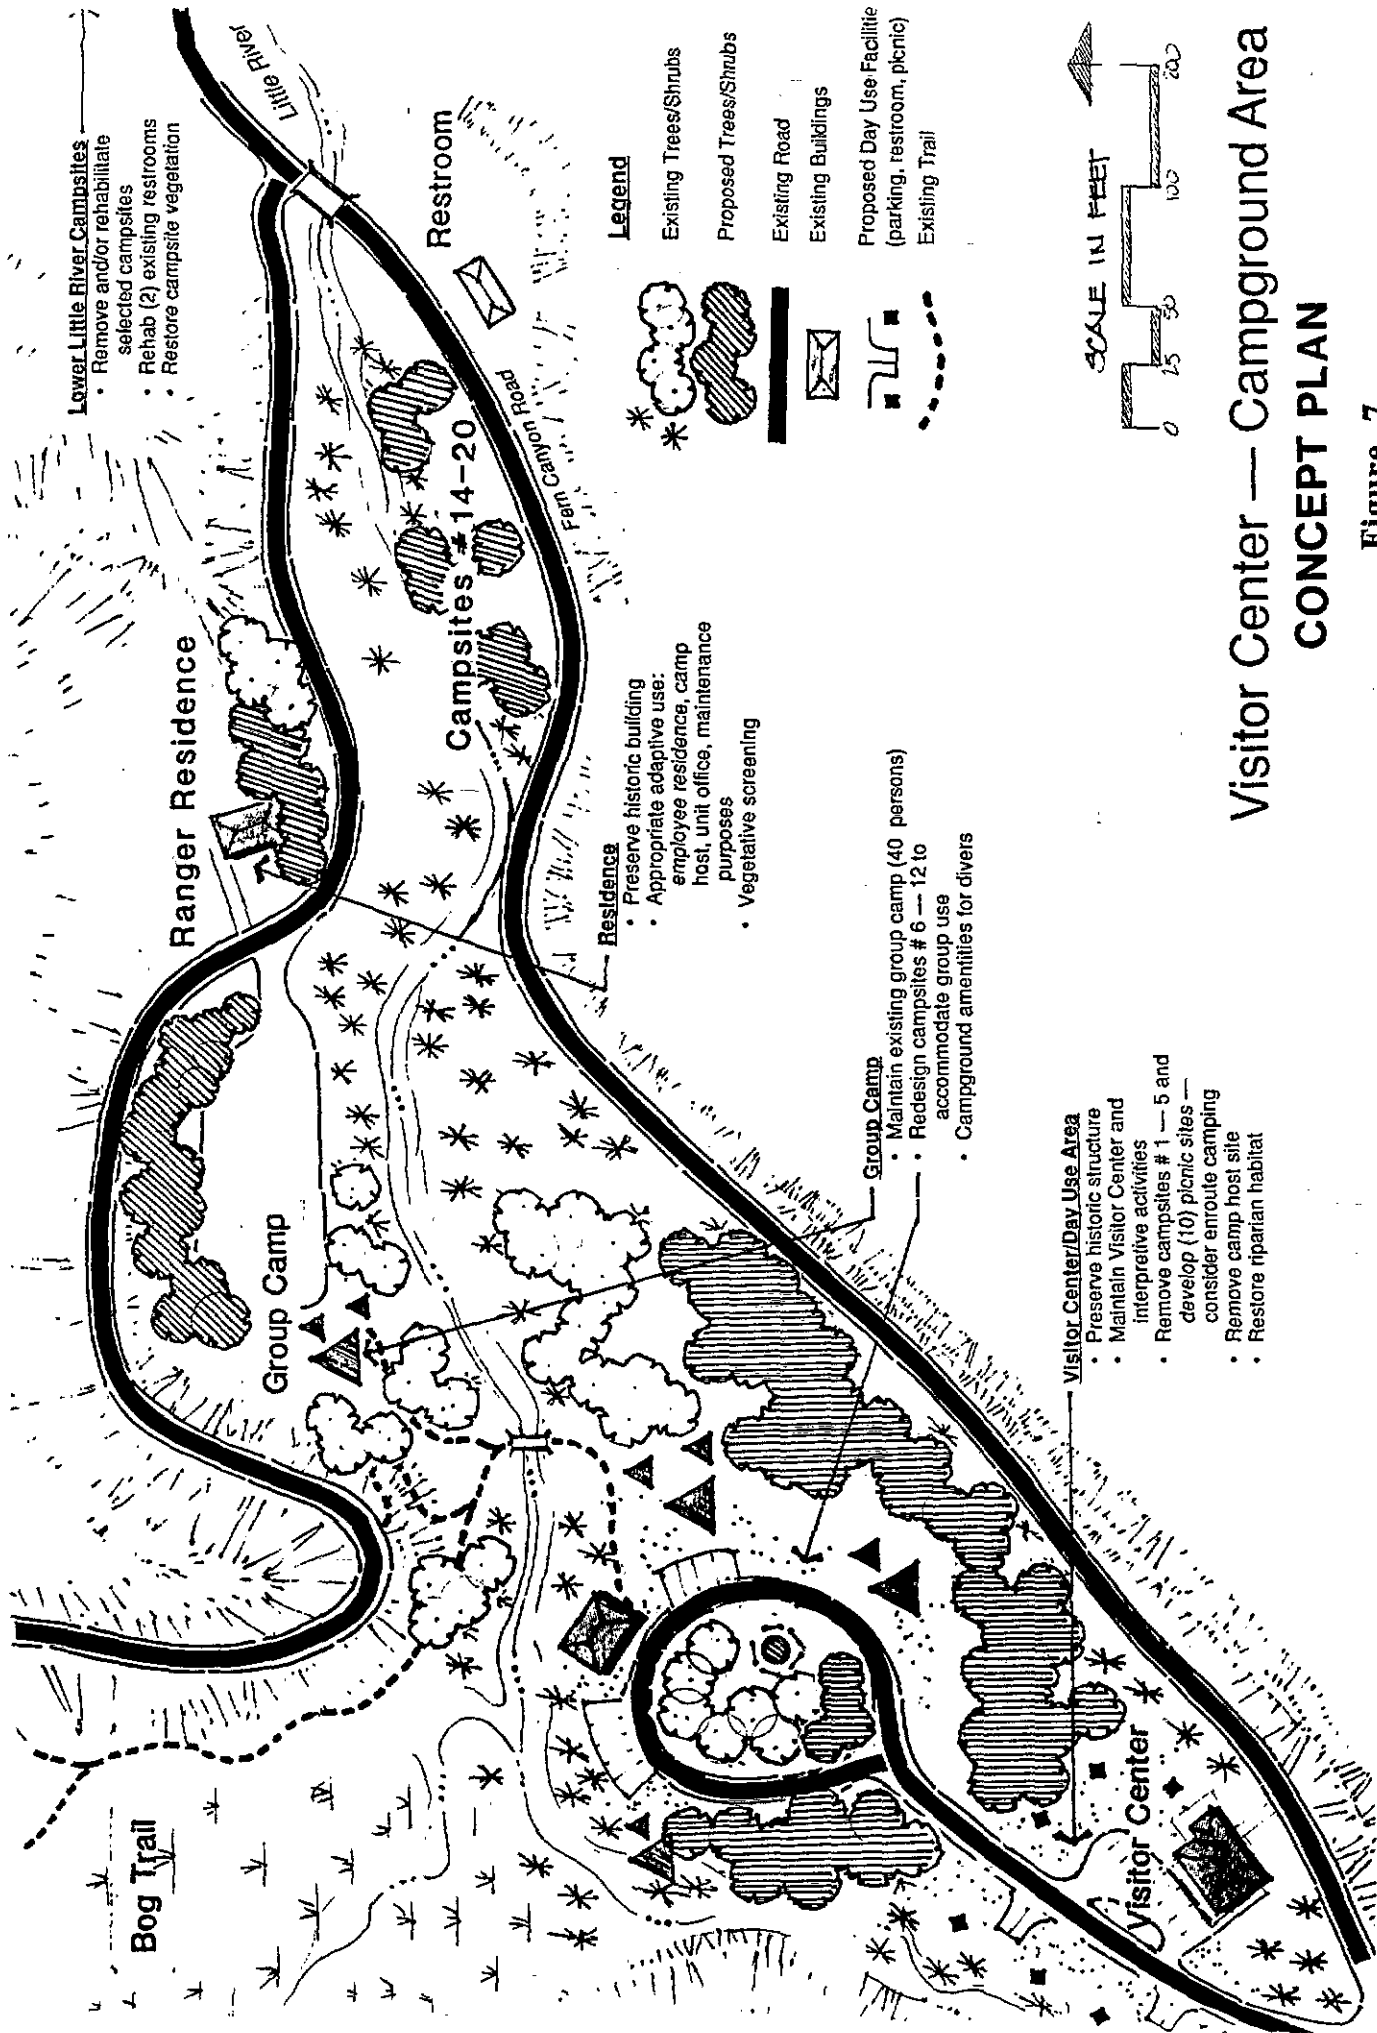 Lower Little River Campsites
• Remove and/or rehabilitate
selected campsites
• Rehab (2) existing restrooms
• Restore campsite vegetation
Little River
Restroom
Ranger Residence
Campsites # 14-20
Fern Canyon Road
Residence
• Preserve historic building
• Appropriate adaptive use:
employee residence, camp
host, unit office, maintenance
purposes
• Vegetative screening
Group Camp
Group Camp
• Maintain existing group camp (40 persons)
• Redesign campsites # 6 — 12 to
accommodate group use
• Campground amentities for divers
Bog Trail
Visitor Center
Visitor Center/Day Use Area
• Preserve historic structure
• Maintain Visitor Center and
interpretive activities
• Remove campsites # 1 — 5 and
develop (10) picnic sites —
consider enroute camping
• Remove camp host site
• Restore riparian habitat
Legend
Existing Trees/Shrubs
Proposed Trees/Shrubs
Existing Road
Existing Buildings
Proposed Day Use Facilitie
(parking, restroom, picnic)
Existing Trail
SCALE IN FEET
0 25 50 100 200
Visitor Center — Campground Area
CONCEPT PLAN
Figure 7